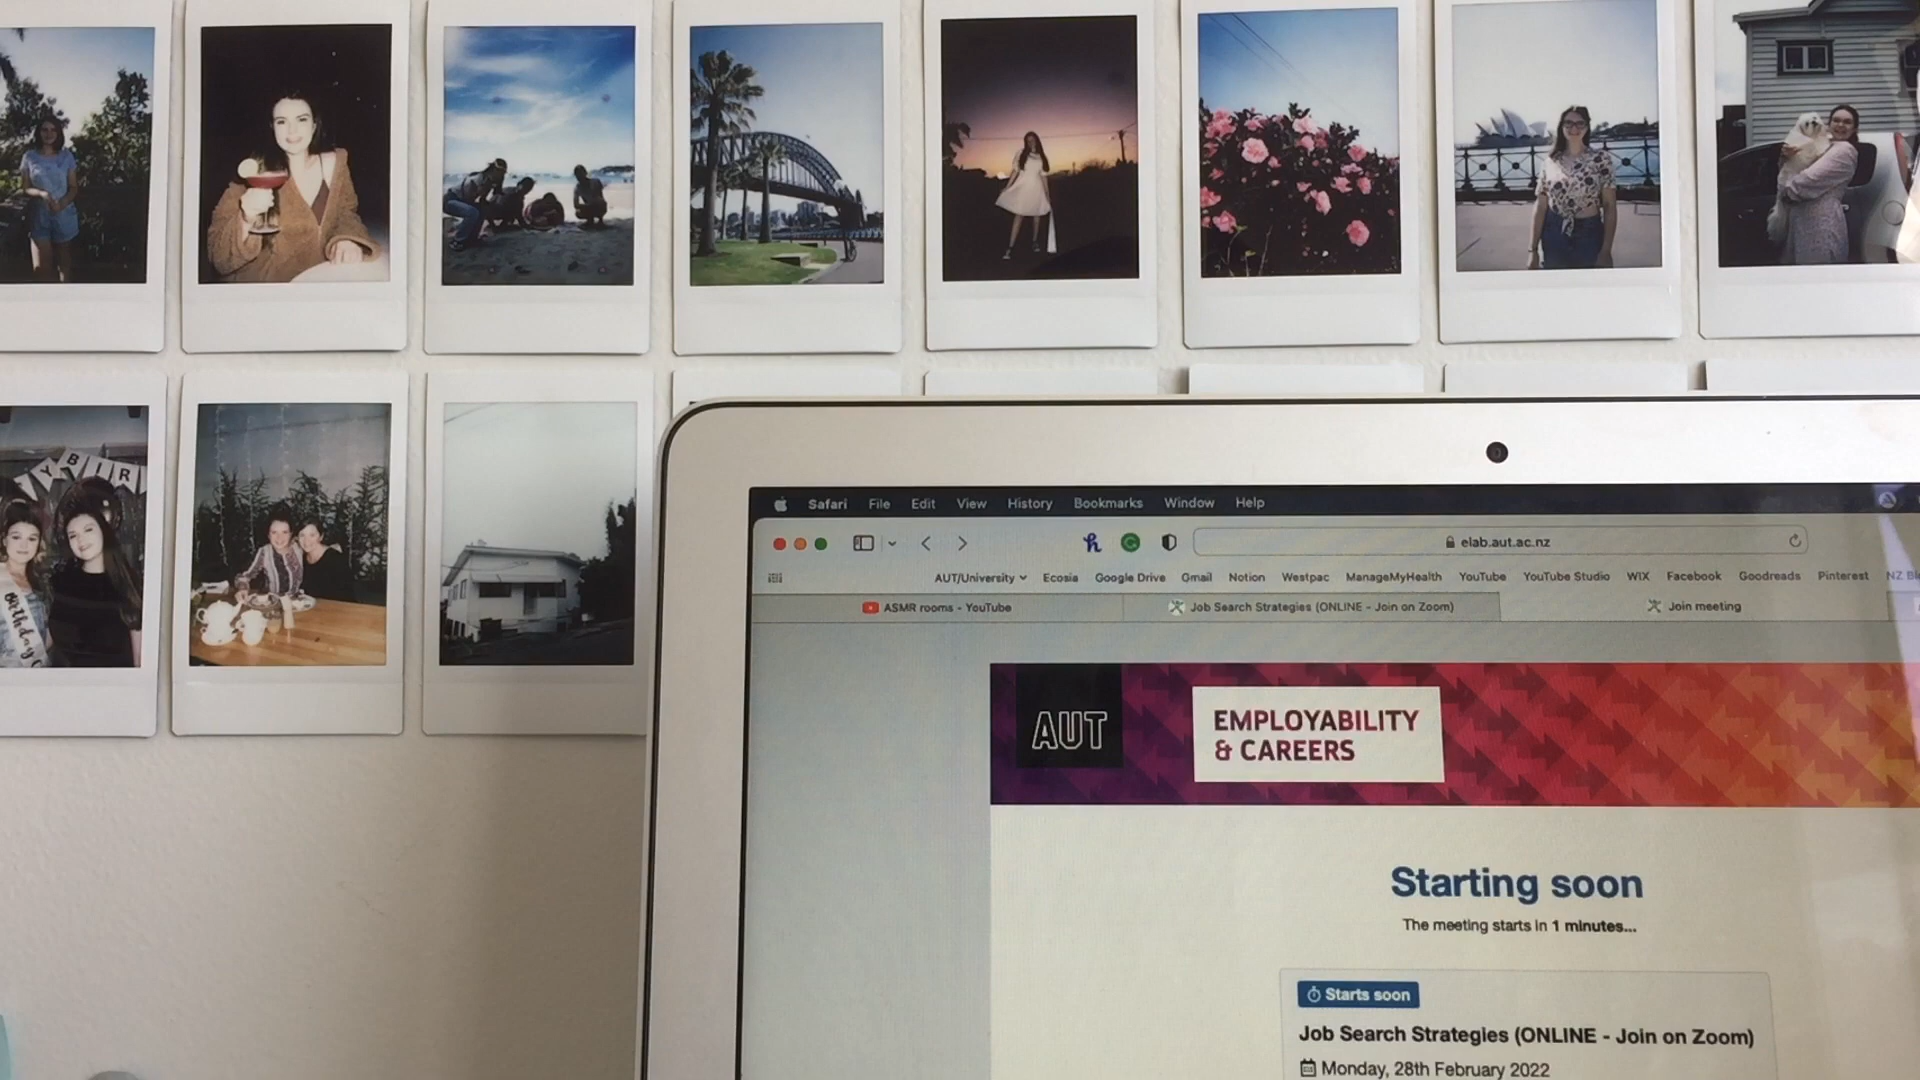 Y B I R
Birthday
Safari File Edit View History Bookmarks Window Help
elab.aut.ac.nz
AUT/University Ecosia Google Drive Gmail Notion Westpac ManageMyHealth YouTube YouTube Studio WIX Facebook Goodreads Pinterest NZ
ASMR rooms - YouTube Job Search Strategies (ONLINE - Join on Zoom) Join meeting
AUT
EMPLOYABILITY
& CAREERS
Starting soon
The meeting starts in 1 minutes...
Starts soon
Job Search Strategies (ONLINE - Join on Zoom)
Monday, 28th February 2022